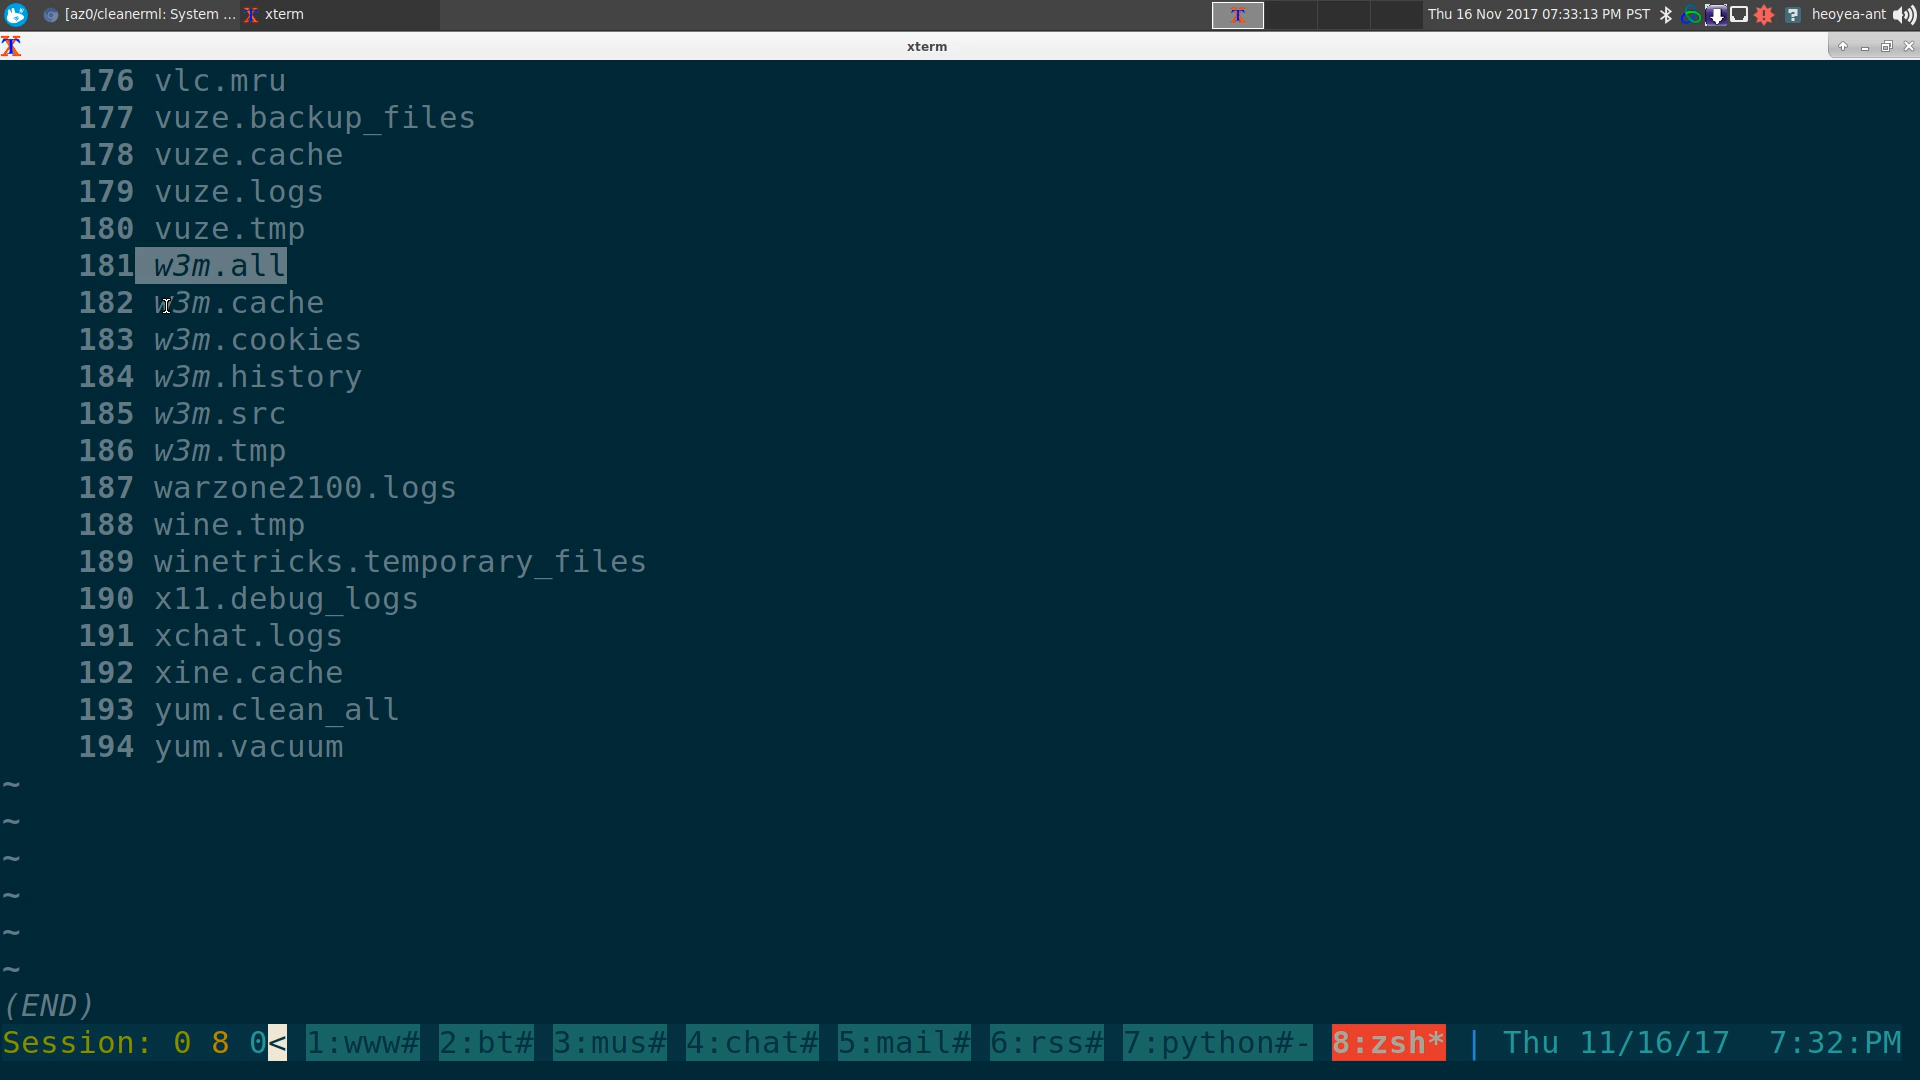 [az0/cleanerml: System ... xterm Thu 16 Nov 2017 07:33:13 PM PST heoyea-ant
xterm
176 vlc.mru
177 vuze.backup_files
178 vuze.cache
179 vuze.logs
180 vuze.tmp
181 w3m.all
182 w3m.cache
183 w3m.cookies
184 w3m.history
185 w3m.src
186 w3m.tmp
187 warzone2100.logs
188 wine.tmp
189 winetricks.temporary_files
190 x11.debug_logs
191 xchat.logs
192 xine.cache
193 yum.clean_all
194 yum.vacuum
~
~
~
~
~
~
(END)
Session: 0 8 0< 1:www# 2:bt# 3:mus# 4:chat# 5:mail# 6:rss# 7:python#- 8:zsh* | Thu 11/16/17 7:32:PM